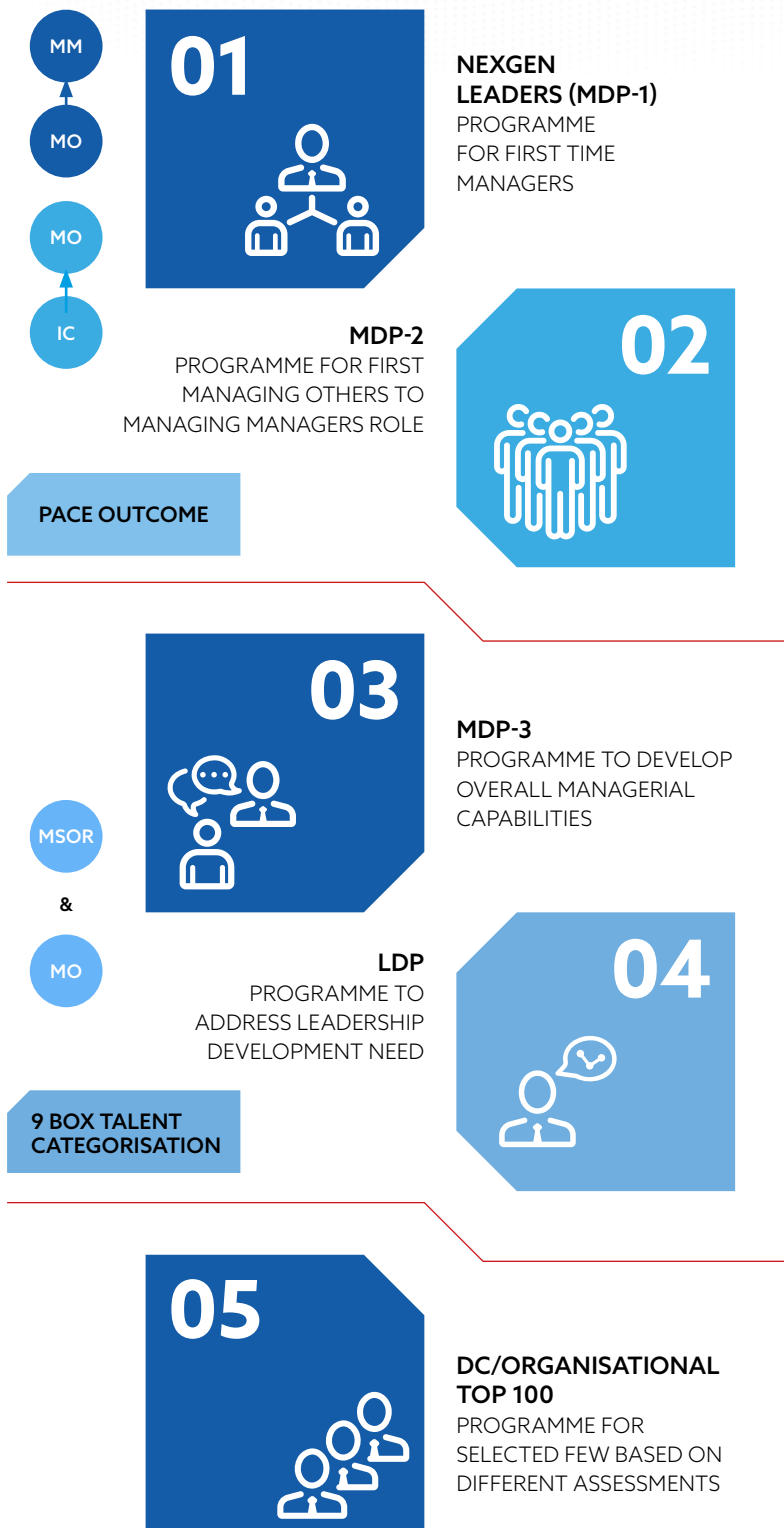 MM
MO
MO
IC
01
NEXGEN
LEADERS (MDP-1)
PROGRAMME
FOR FIRST TIME
MANAGERS
MDP-2
PROGRAMME FOR FIRST
MANAGING OTHERS TO
MANAGING MANAGERS ROLE
02
PACE OUTCOME
03
MDP-3
PROGRAMME TO DEVELOP
OVERALL MANAGERIAL
CAPABILITIES
MSOR
&
MO
LDP
PROGRAMME TO
ADDRESS LEADERSHIP
DEVELOPMENT NEED
04
9 BOX TALENT
CATEGORISATION
05
DC/ORGANISATIONAL
TOP 100
PROGRAMME FOR
SELECTED FEW BASED ON
DIFFERENT ASSESSMENTS